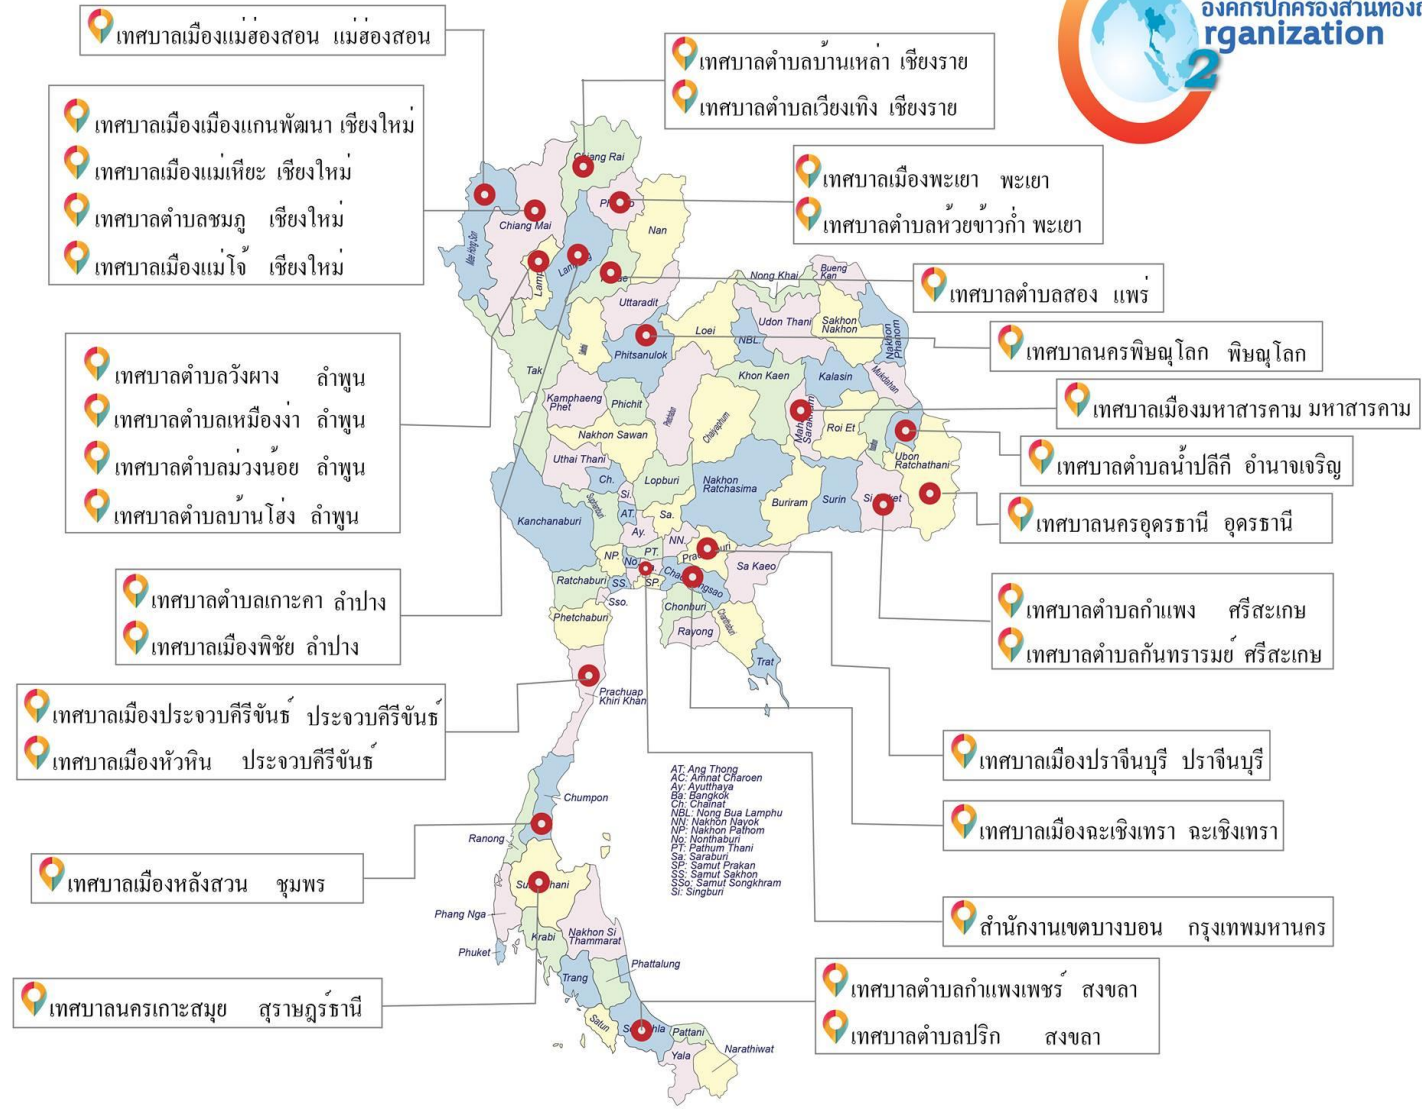 องค์กรปกครองส่วนท้องถ
rganization
2
เทศบาลเมืองแม่ฮ่องสอน แม่ฮ่องสอน
เทศบาลตำบลบ้านเหล่า เชียงราย
เทศบาลตำบลเวียงเทิง เชียงราย
เทศบาลเมืองเมืองแกนพัฒนา เชียงใหม่
เทศบาลเมืองแม่เหียะ เชียงใหม่
เทศบาลตำบลชมภู เชียงใหม่
เทศบาลเมืองแม่โจ้ เชียงใหม่
เทศบาลเมืองพะเยา พะเยา
เทศบาลตำบลห้วยข้าวก่ำ พะเยา
เทศบาลตำบลสอง แพร่
เทศบาลนครพิษณุโลก พิษณุโลก
เทศบาลตำบลวังผาง ลำพูน
เทศบาลตำบลเหมืองง่า ลำพูน
เทศบาลตำบลม่วงน้อย ลำพูน
เทศบาลตำบลบ้านโฮ่ง ลำพูน
เทศบาลเมืองมหาสารคาม มหาสารคาม
เทศบาลตำบลน้ำปลีก อำนาจเจริญ
เทศบาลนครอุดรธานี อุดรธานี
เทศบาลตำบลเกาะคา ลำปาง
เทศบาลเมืองพิชัย ลำปาง
เทศบาลตำบลกำแพง ศรีสะเกษ
เทศบาลตำบลกันทรารมย์ ศรีสะเกษ
เทศบาลเมืองประจวบคีรีขันธ์ ประจวบคีรีขันธ์
เทศบาลเมืองหัวหิน ประจวบคีรีขันธ์
เทศบาลเมืองปราจีนบุรี ปราจีนบุรี
เทศบาลเมืองฉะเชิงเทรา ฉะเชิงเทรา
เทศบาลเมืองหลังสวน ชุมพร
สำนักงานเขตบางบอน กรุงเทพมหานคร
เทศบาลนครเกาะสมุย สุราษฎร์ธานี
เทศบาลตำบลกำแพงเพชร์ สงขลา
เทศบาลตำบลปริก สงขลา
Chiang Rai
Chiang Mai
Mae Hong Son
Nan
Uttaradit
Nong Khai
Bueng Kan
Loei
Udon Thani
Sakhon Nakhon
Nakhon Phanom
NBL.
Phitsanulok
Tak
Khon Kaen
Kalasin
Mukdahan
Kamphaeng Phet
Phichit
Chaiyaphum
Roi Et
Nakhon Sawan
Uthai Thani
Ubon Ratchathani
Ch.
Si.
Lopburi
Nakhon Ratchasima
Buriram
Surin
Kanchanaburi
Suphanburi
AT.
Sa.
Ay.
NN.
NP
PT.
No
Sa Kaeo
Ratchaburi
SS.
SP
Sso.
Chonburi
Chanthaburi
Phetchaburi
Rayong
Trat
Prachuap Khiri Khan
Chumpon
Ranong
Phang Nga
Phuket
Krabi
Nakhon Si Thammarat
Phattalung
Trang
Satun
Pattani
Yala
Narathiwat
AT: Ang Thong
AC: Amnat Charoen
Ay: Ayutthaya
Ba: Bangkok
Ch: Chainat
NBL: Nong Bua Lamphu
NN: Nakhon Nayok
NP: Nakhon Pathom
No: Nonthaburi
PT: Pathum Thani
Sa: Saraburi
SP: Samut Prakan
SS: Samut Sakhon
SSo: Samut Songkhram
Si: Singburi